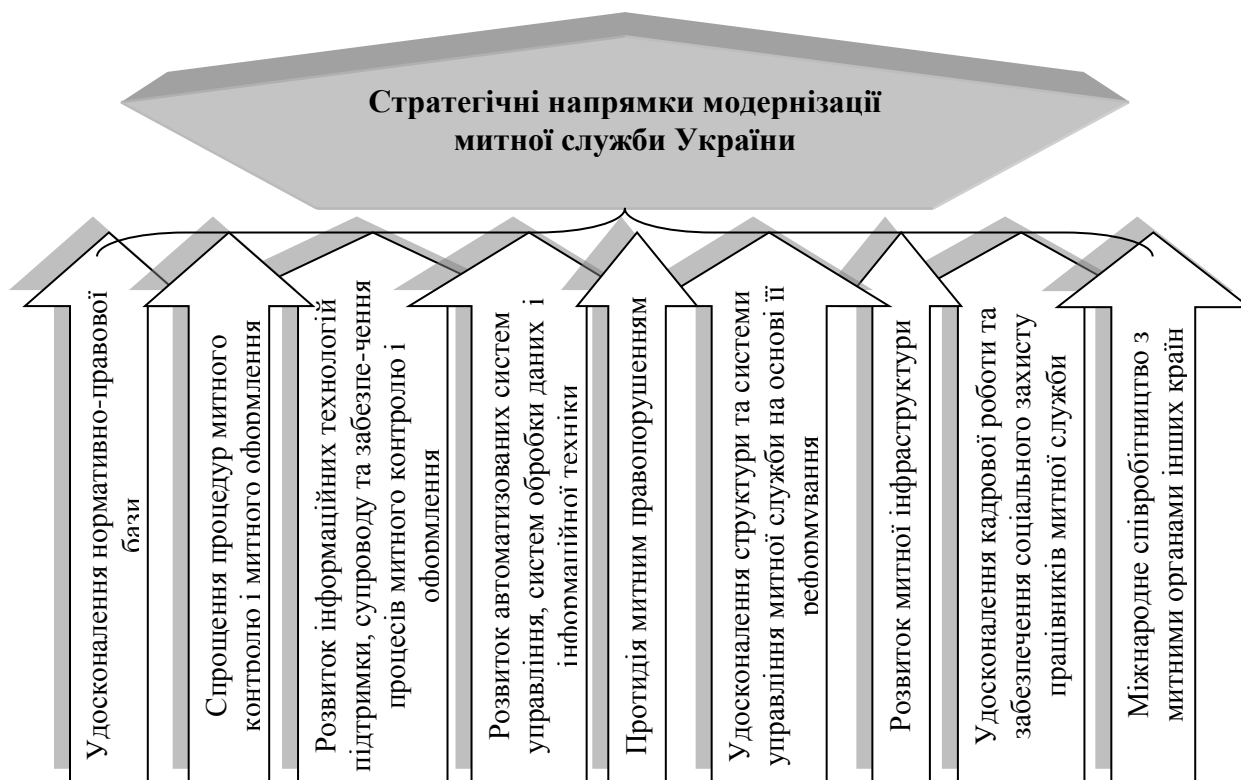 Стратегічні напрямки модернізації
митної служби України
Удосконалення нормативно-правової
бази
Спрощення процедур митного
контролю і митного оформлення
Розвиток інформаційних технологій
підтримки, супроводу та забезпе-чення
процесів митного контролю і
оформлення
Розвиток автоматизованих систем
управління, систем обробки даних і
інформаційної техніки
Протидія митним правопорушенням
Удосконалення структури та системи
управління митної служби на основі її
реформування
Розвиток митної інфраструктури
Удосконалення кадрової роботи та
забезпечення соціального захисту
працівників митної служби
Міжнародне співробітництво з
митними органами інших країн